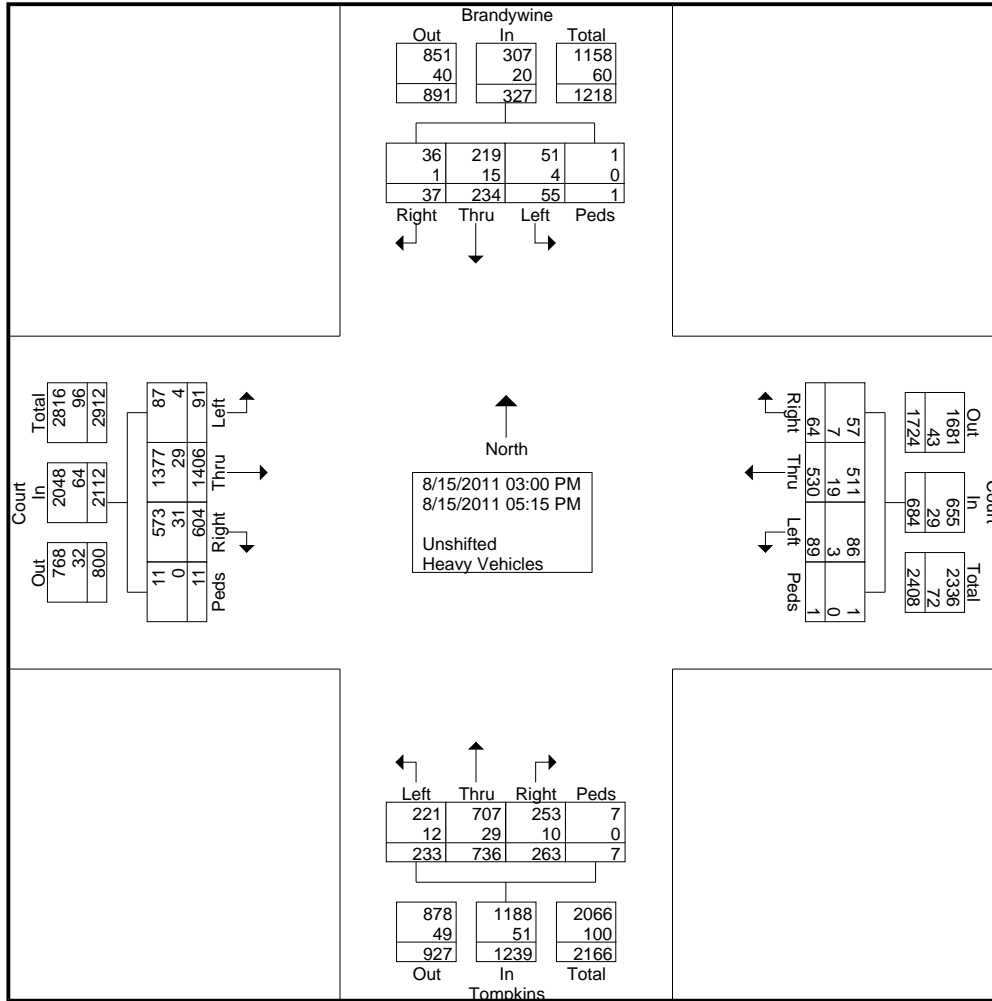 Brandywine
Out In Total
851 307 1158
40 20 60
891 327 1218
36 219 51 1
1 15 4 0
37 234 55 1
Right Thru Left Peds
Court
Total In Out
2816 2048 768
96 64 32
2912 2112 800
87 1377 573 11
4 29 31 0
91 1406 604 11
Left Thru Right Peds
North
8/15/2011 03:00 PM
8/15/2011 05:15 PM
Unshifted
Heavy Vehicles
Court
Out In Total
1681 655 2336
43 29 72
1724 684 2408
57 511 86 1
7 19 3 0
64 530 89 1
Right Thru Left Peds
Left Thru Right Peds
221 707 253 7
12 29 10 0
233 736 263 7
878 1188 2066
49 51 100
927 1239 2166
Out In Total
Tompkins